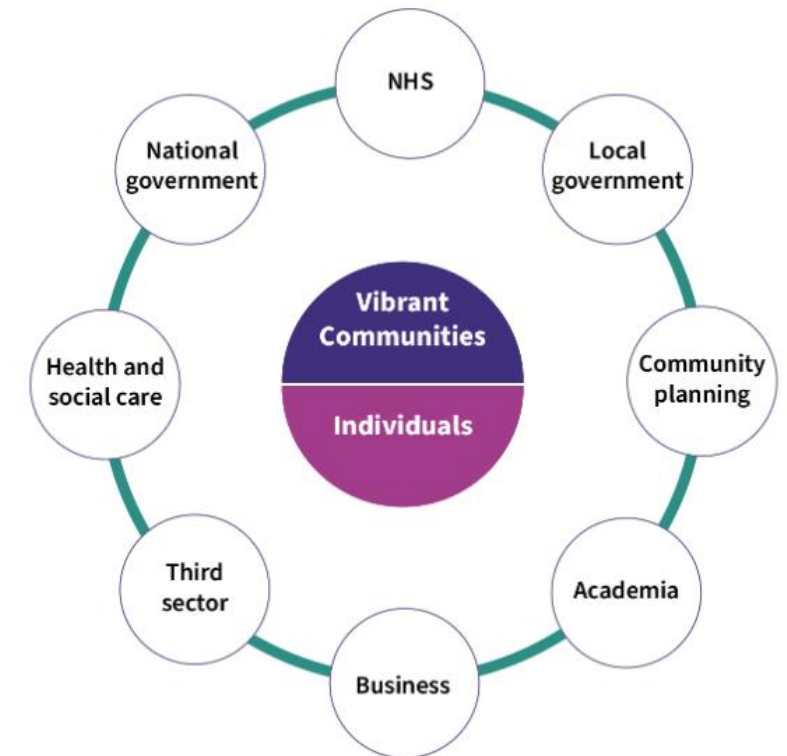 NHS
Local
government
Community
planning
Academia
Business
Third
sector
Health and
social care
National
government
Vibrant
Communities
Individuals